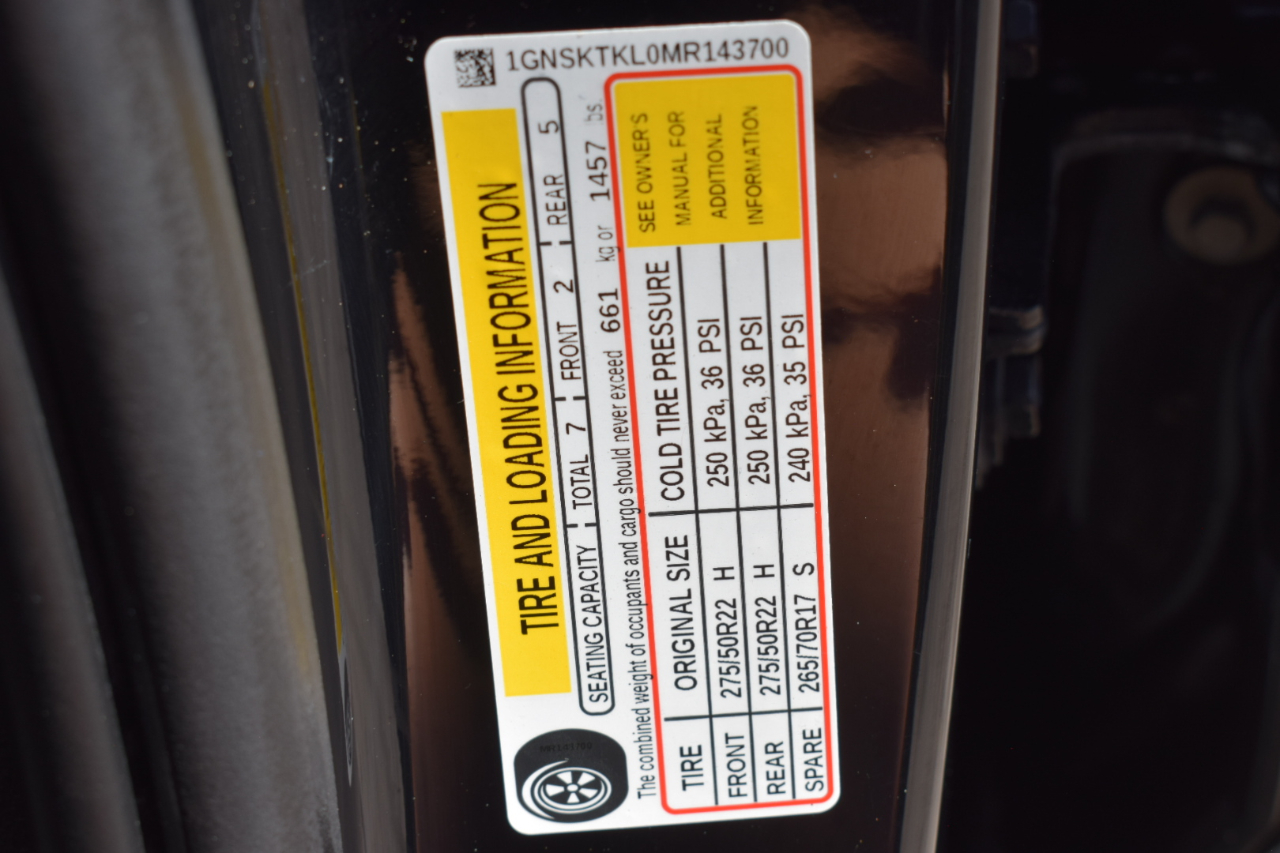 1GNSKTKL0MR143700
TIRE AND LOADING INFORMATION
SEATING CAPACITY TOTAL 7 FRONT 2 REAR 5
The combined weight of occupants and cargo should never exceed 661 kg or 1457 lbs.
TIRE ORIGINAL SIZE COLD TIRE PRESSURE
FRONT 275/50R22 H 250 kPa, 36 PSI
REAR 275/50R22 H 250 kPa, 36 PSI
SPARE 265/70R17 S 240 kPa, 35 PSI
SEE OWNER'S
MANUAL FOR
ADDITIONAL
INFORMATION